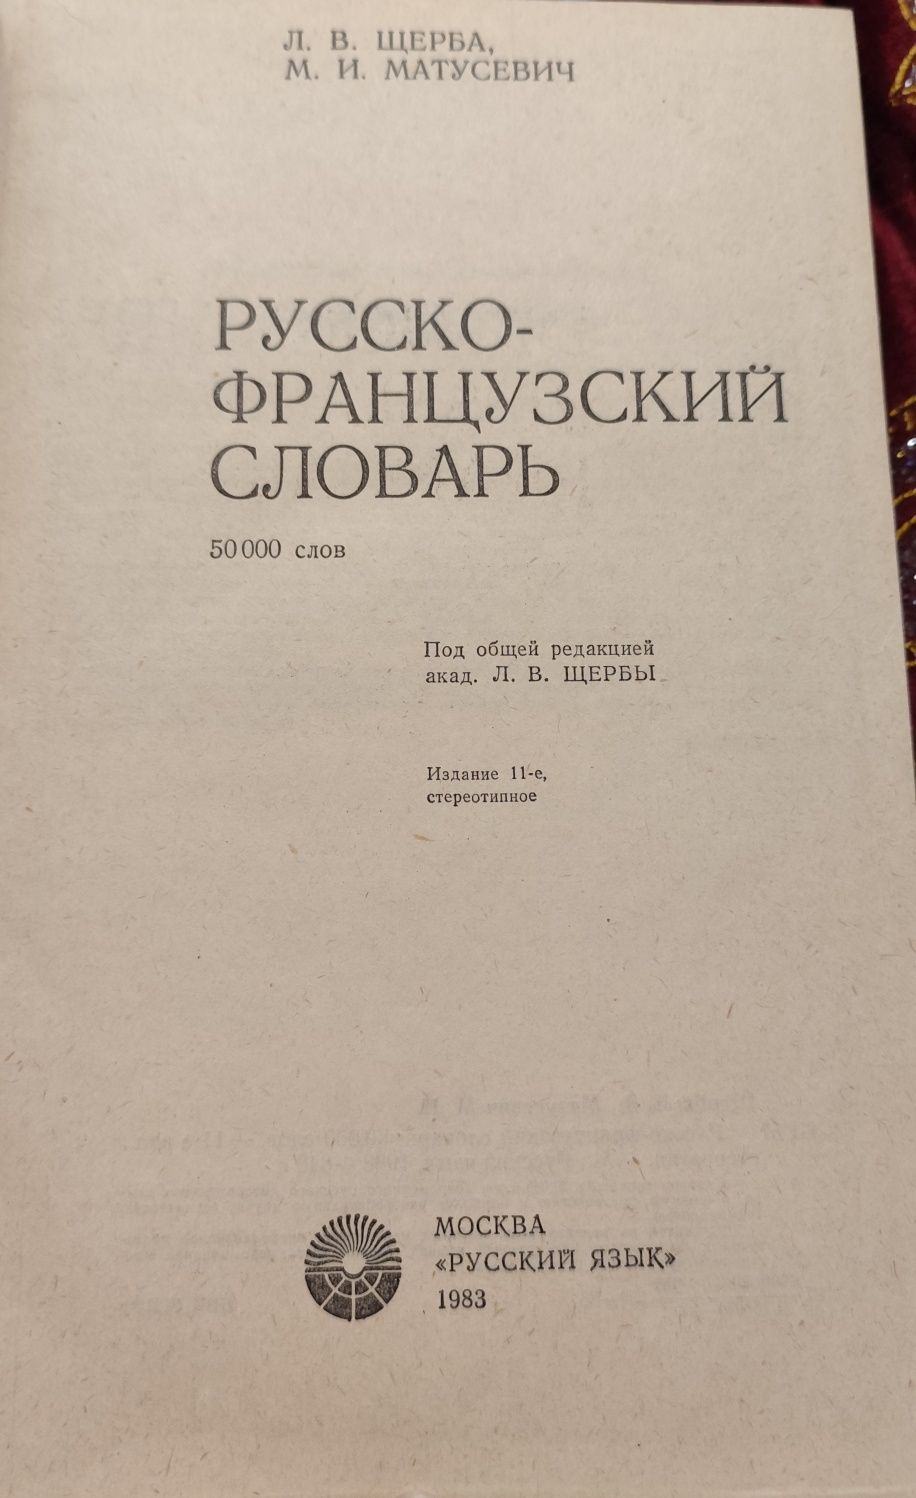 Л. В. ЩЕРБА,
М. И. МАТУСЕВИЧ
РУССКО-
ФРАНЦУЗСКИЙ
СЛОВАРЬ
50 000 слов
Под общей редакцией
акад. Л. В. ЩЕРБЫ
Издание 11-е,
стереотипное
МОСКВА
«РУССКИЙ ЯЗЫК»
1983